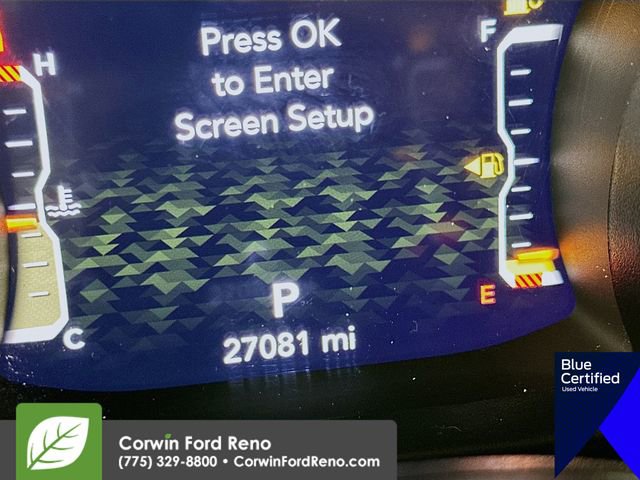 Press OK
to Enter
Screen Setup
H
F
E
C
P
27081 mi
Blue
Certified
Used Vehicle
Corwin Ford Reno
(775) 329-8800 • CorwinFordReno.com